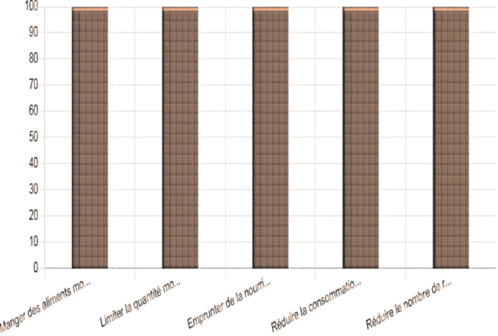 100
90
80
70
60
50
40
30
20
10
0
Manger des aliments mo...
Limiter la quantité mo...
Emprunter de la nourri...
Réduire la consommatio...
Réduire le nombre de r...